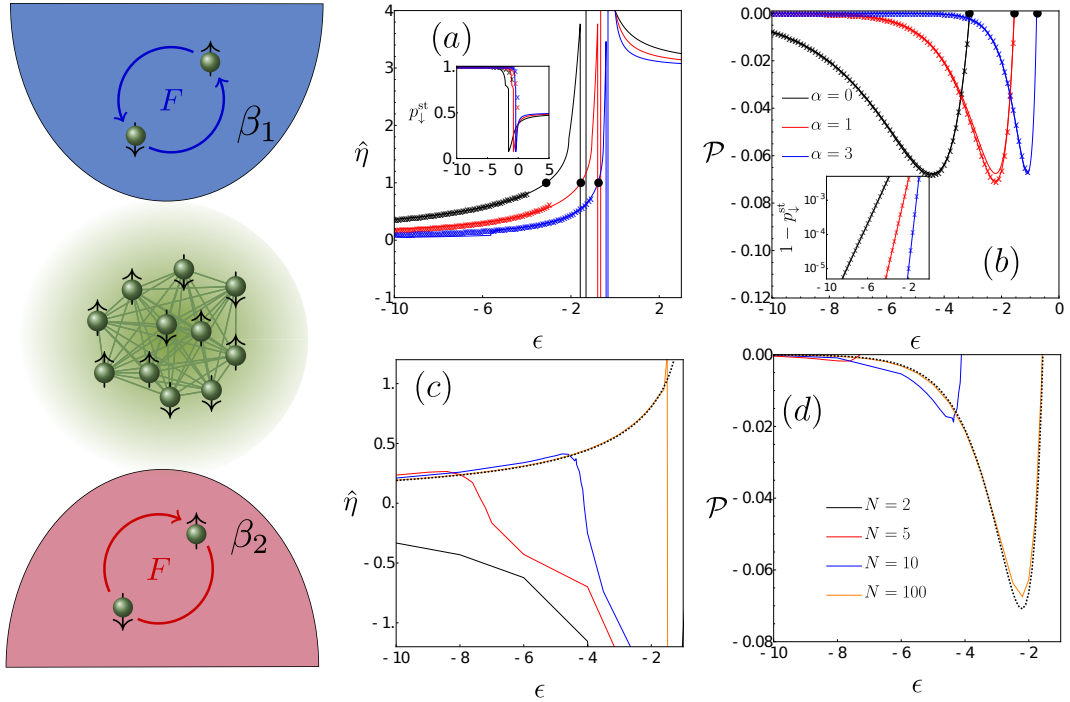 F
β₁
F
β₂
(a)
4
3
2
1
0
- 1
η̂
- 10
- 8
- 6
- 4
- 2
0
2
ϵ
1.
0.5
0
p↓ˢᵗ
- 10
- 5
0
5
(b)
0.00
- 0.02
- 0.04
- 0.06
- 0.08
- 0.10
- 0.12
𝒫
α = 0
α = 1
α = 3
- 10
- 8
- 6
- 4
- 2
0
ϵ
1 − p↓ˢᵗ
10⁻³
10⁻⁴
10⁻⁵
- 10
- 6
- 2
(c)
1.
0.5
0.
- 0.5
- 1
η̂
- 10
- 8
- 6
- 4
- 2
ϵ
(d)
0.00
- 0.02
- 0.04
- 0.06
- 0.08
𝒫
N = 2
N = 5
N = 10
N = 100
- 10
- 8
- 6
- 4
- 2
ϵ